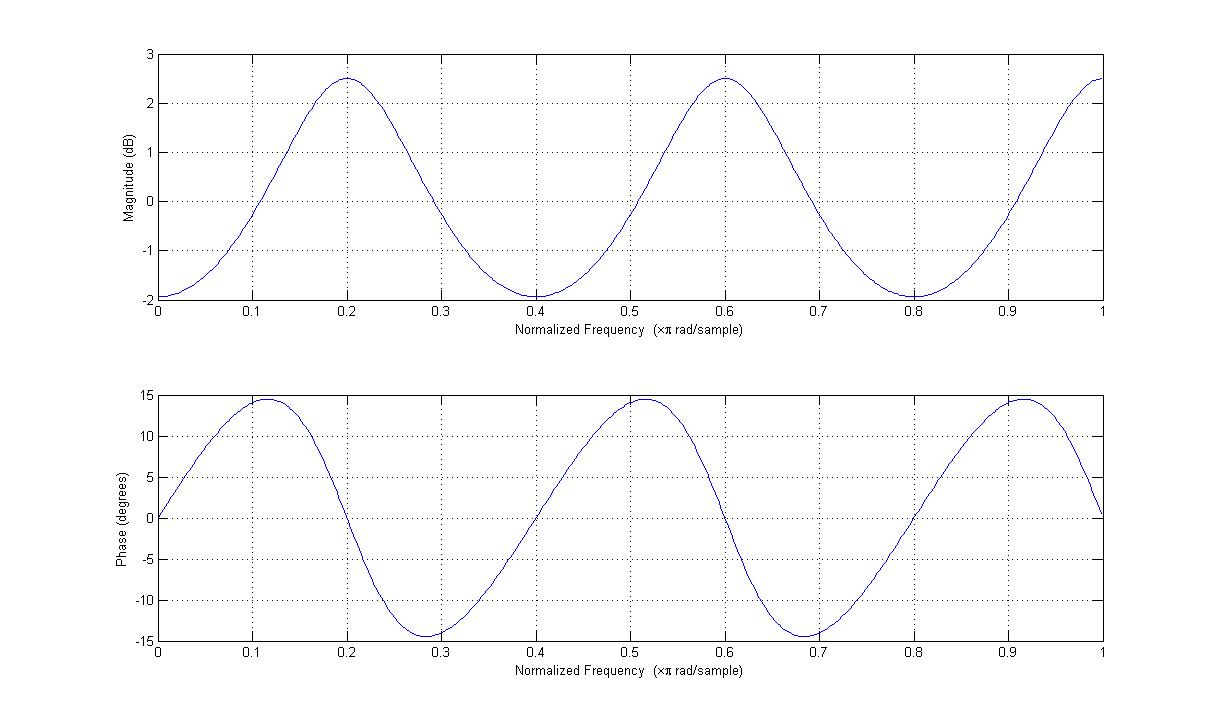 3
2
1
0
-1
-2
Magnitude (dB)
0 0.1 0.2 0.3 0.4 0.5 0.6 0.7 0.8 0.9 1
Normalized Frequency (×π rad/sample)
15
10
5
0
-5
-10
-15
Phase (degrees)
0 0.1 0.2 0.3 0.4 0.5 0.6 0.7 0.8 0.9 1
Normalized Frequency (×π rad/sample)